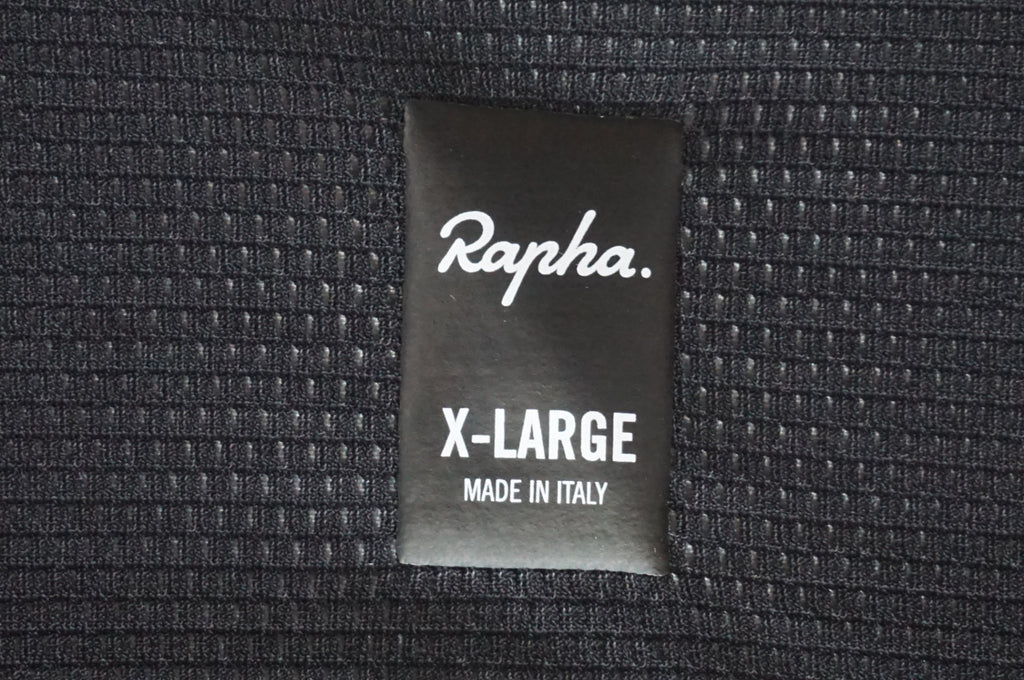 Rapha.
X-LARGE
MADE IN ITALY